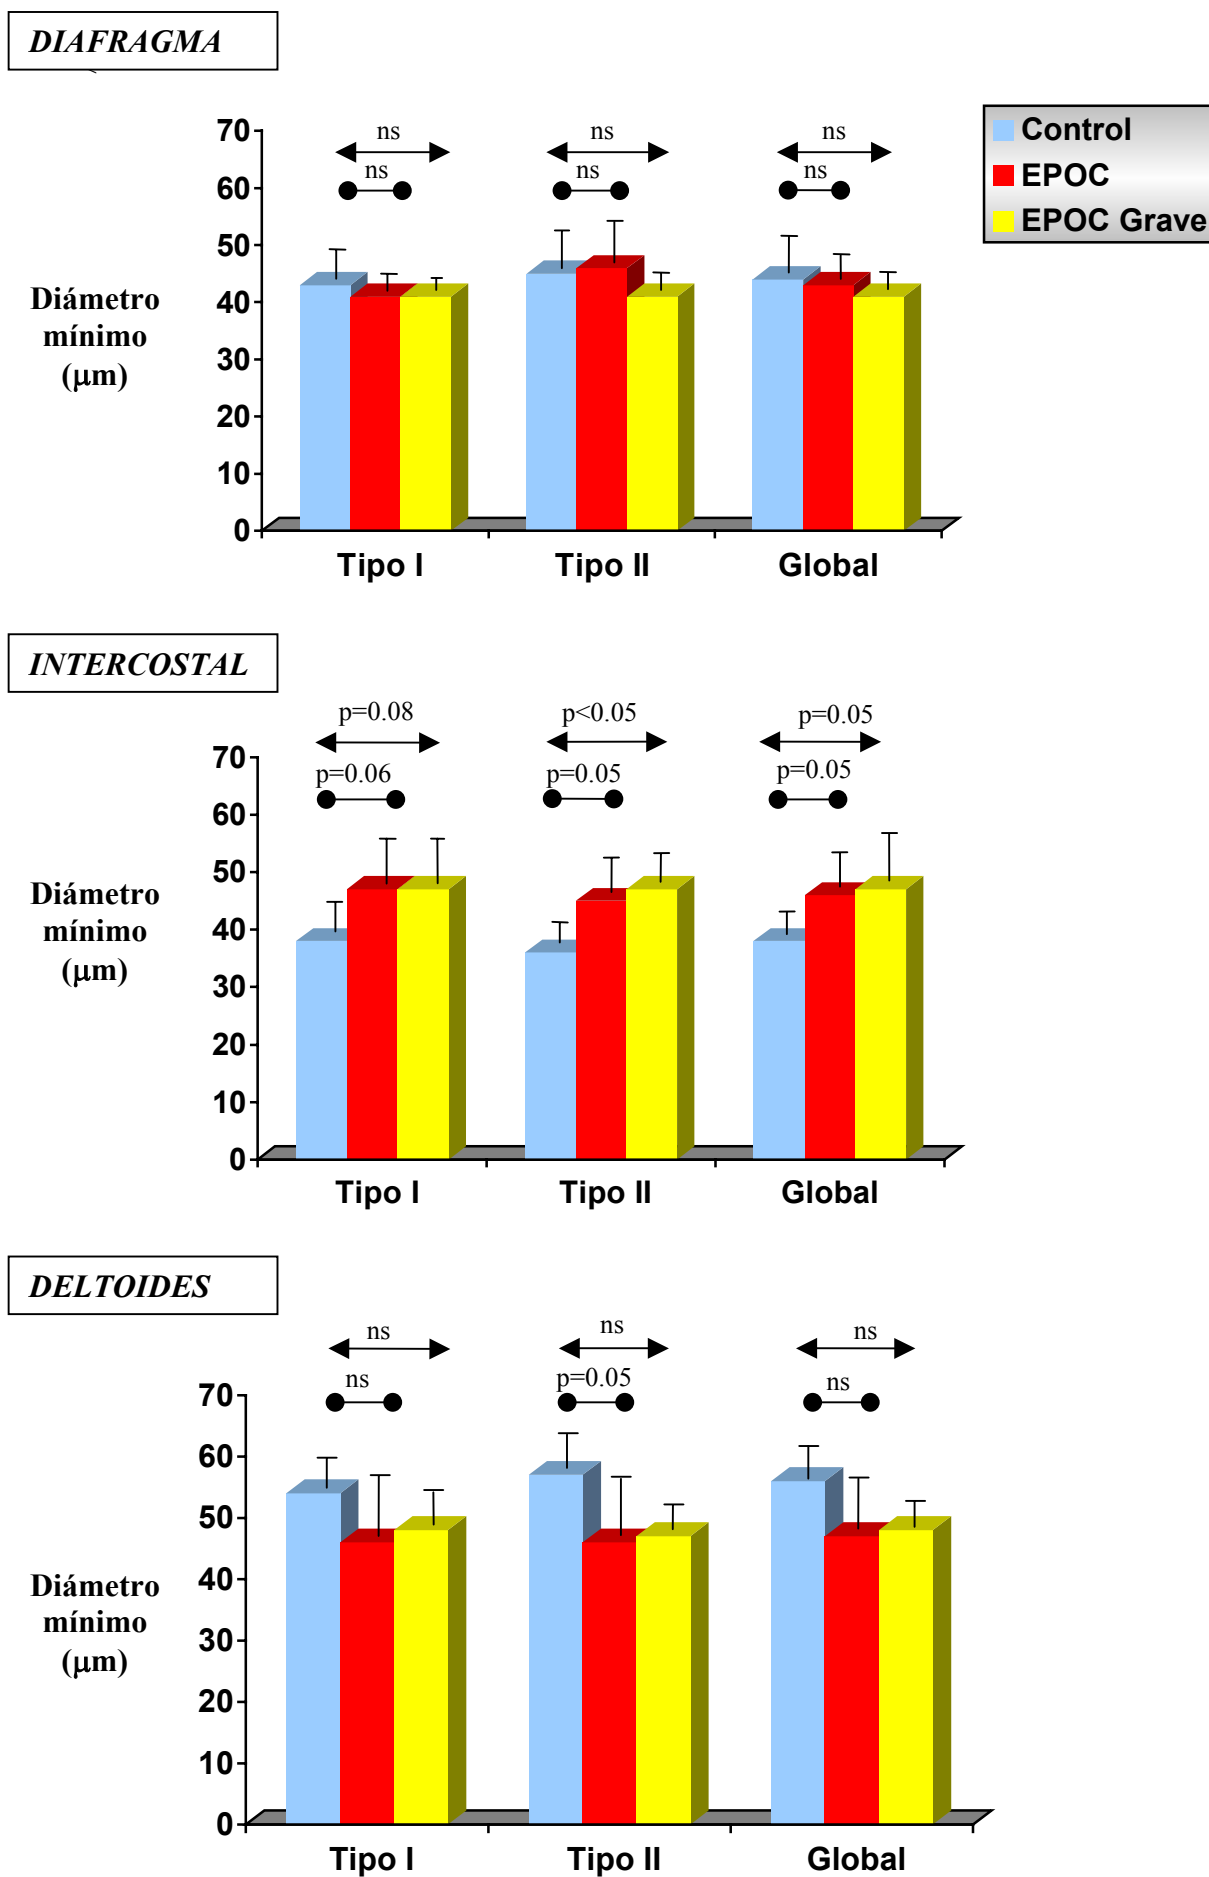 DIAFRAGMA
Control
EPOC
EPOC Grave
ns ns ns
ns ns ns
70
60
50
40
30
20
10
0
Diámetro
mínimo
(μm)
Tipo I Tipo II Global
INTERCOSTAL
p=0.08 p<0.05 p=0.05
p=0.06 p=0.05 p=0.05
70
60
50
40
30
20
10
0
Diámetro
mínimo
(μm)
Tipo I Tipo II Global
DELTOIDES
ns ns ns
ns p=0.05 ns
70
60
50
40
30
20
10
0
Diámetro
mínimo
(μm)
Tipo I Tipo II Global